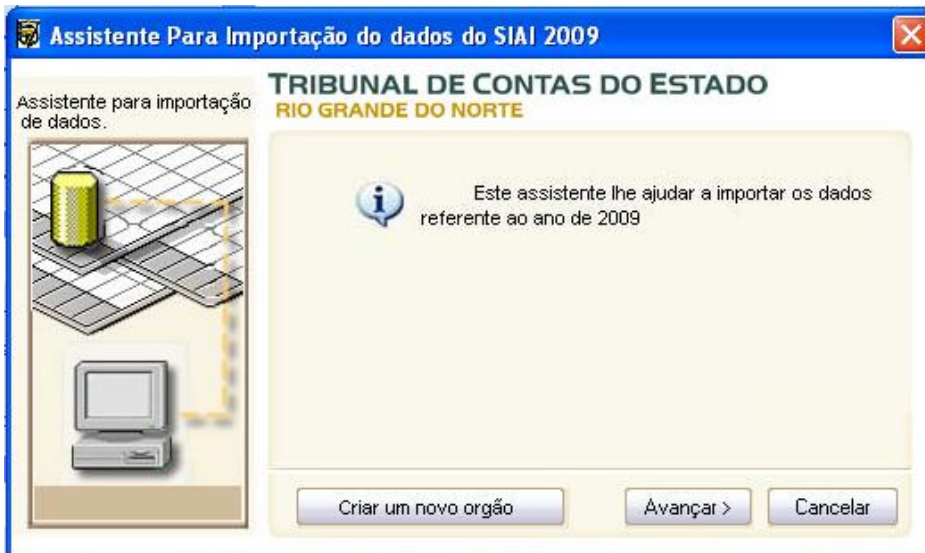 Assistente Para Importação do dados do SIAI 2009
Assistente para importação
de dados.
TRIBUNAL DE CONTAS DO ESTADO
RIO GRANDE DO NORTE
Este assistente lhe ajudar a importar os dados
referente ao ano de 2009
Criar um novo orgão
Avançar >
Cancelar